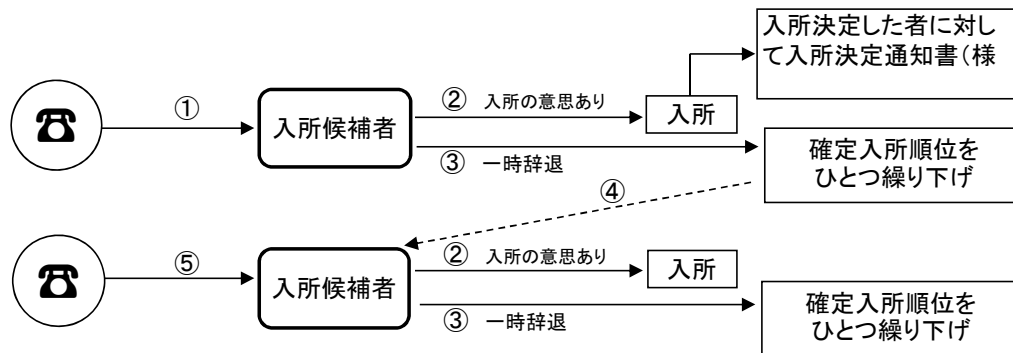 入所決定した者に対し
て入所決定通知書（様
①
入所候補者
② 入所の意思あり
入所
③ 一時辞退
確定入所順位を
ひとつ繰り下げ
④
⑤
入所候補者
② 入所の意思あり
入所
③ 一時辞退
確定入所順位を
ひとつ繰り下げ